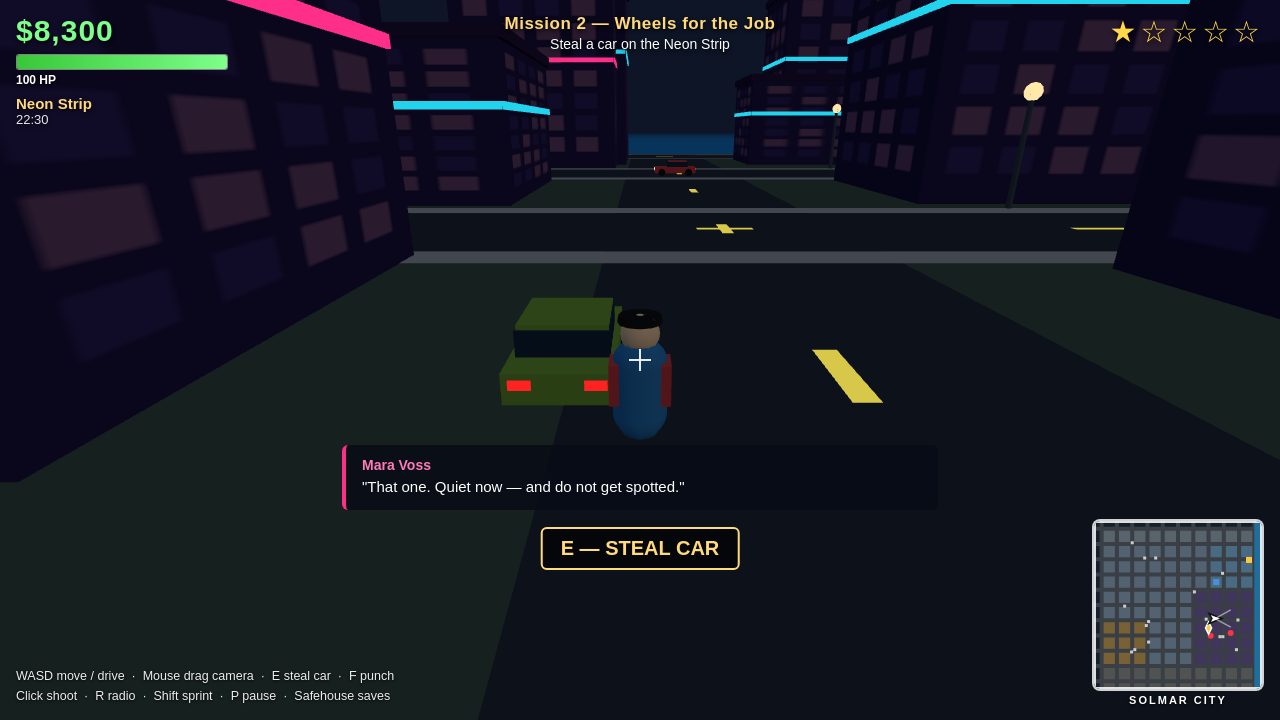 $8,300
100 HP
Neon Strip
22:30
Mission 2 — Wheels for the Job
Steal a car on the Neon Strip
Mara Voss
"That one. Quiet now — and do not get spotted."
E — STEAL CAR
WASD move / drive · Mouse drag camera · E steal car · F punch
Click shoot · R radio · Shift sprint · P pause · Safehouse saves
SOLMAR CITY